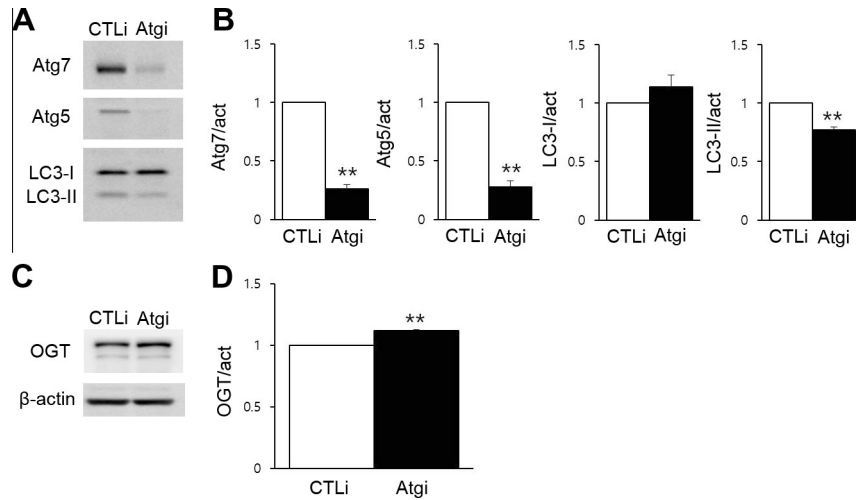 A
CTLi Atgi
Atg7
Atg5
LC3-I
LC3-II
B
1.5
1
0.5
0
Atg7/act
**
CTLi Atgi
1.5
1
0.5
0
Atg5/act
**
CTLi Atgi
1.5
1
0.5
0
LC3-I/act
CTLi Atgi
1.5
1
0.5
0
LC3-II/act
**
CTLi Atgi
C
CTLi Atgi
OGT
β-actin
D
1.5
1
0.5
0
OGT/act
**
CTLi Atgi